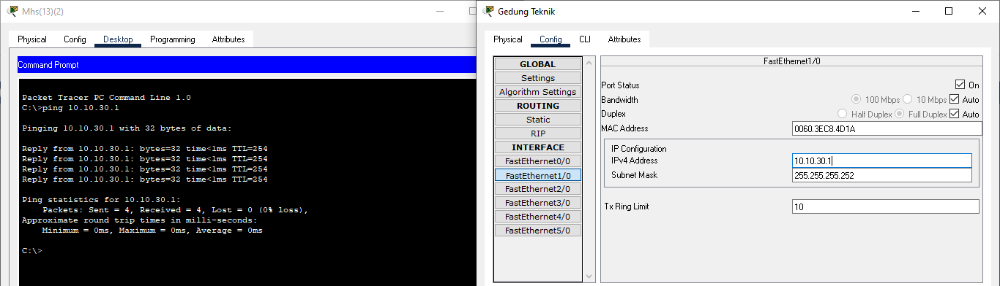 Mhs(13)(2)
Physical Config Desktop Programming Attributes
Command Prompt
Packet Tracer PC Command Line 1.0
C:\>ping 10.10.30.1
Pinging 10.10.30.1 with 32 bytes of data:
Reply from 10.10.30.1: bytes=32 time<1ms TTL=254
Reply from 10.10.30.1: bytes=32 time<1ms TTL=254
Reply from 10.10.30.1: bytes=32 time<1ms TTL=254
Reply from 10.10.30.1: bytes=32 time<1ms TTL=254
Ping statistics for 10.10.30.1:
Packets: Sent = 4, Received = 4, Lost = 0 (0% loss),
Approximate round trip times in milli-seconds:
Minimum = 0ms, Maximum = 0ms, Average = 0ms
C:\>
Gedung Teknik
Physical Config CLI Attributes
GLOBAL
Settings
Algorithm Settings
ROUTING
Static
RIP
INTERFACE
FastEthernet0/0
FastEthernet1/0
FastEthernet2/0
FastEthernet3/0
FastEthernet4/0
FastEthernet5/0
FastEthernet1/0
Port Status On
Bandwidth 100 Mbps 10 Mbps Auto
Duplex Half Duplex Full Duplex Auto
MAC Address 0060.3EC8.4D1A
IP Configuration
IPv4 Address 10.10.30.1
Subnet Mask 255.255.255.252
Tx Ring Limit 10